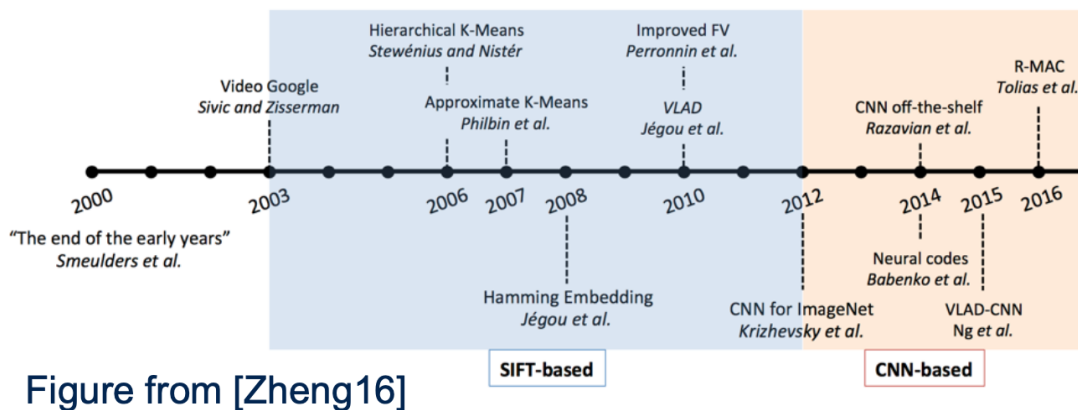 Hierarchical K-Means
Stewénius and Nistér
Improved FV
Perronnin et al.
R-MAC
Tolias et al.
Video Google
Sivic and Zisserman
Approximate K-Means
Philbin et al.
VLAD
Jégou et al.
CNN off-the-shelf
Razavian et al.
2000
2003
2006
2007
2008
2010
2012
2014
2015
2016
"The end of the early years"
Smeulders et al.
Hamming Embedding
Jégou et al.
CNN for ImageNet
Krizhevsky et al.
Neural codes
Babenko et al.
VLAD-CNN
Ng et al.
SIFT-based
CNN-based
Figure from [Zheng16]